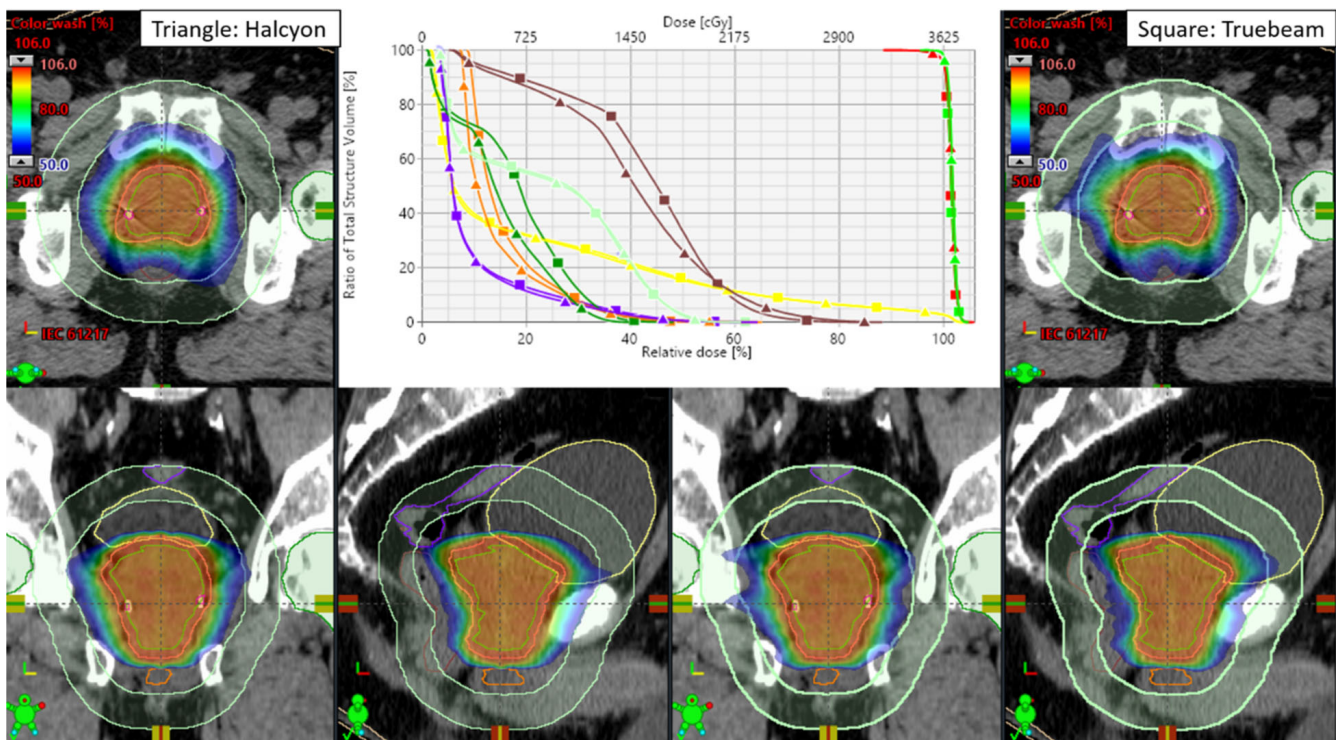 Color wash [%]
106.0
106.0
80.0
50.0
50.0
Triangle: Halcyon
IEC 61217
Dose [cGy]
0 725 1450 2175 2900 3625
Ratio of Total Structure Volume [%]
100
80
60
40
20
0
0 20 40 60 80 100
Relative dose [%]
Color wash [%]
106.0
106.0
80.0
50.0
50.0
Square: Truebeam
IEC 61217